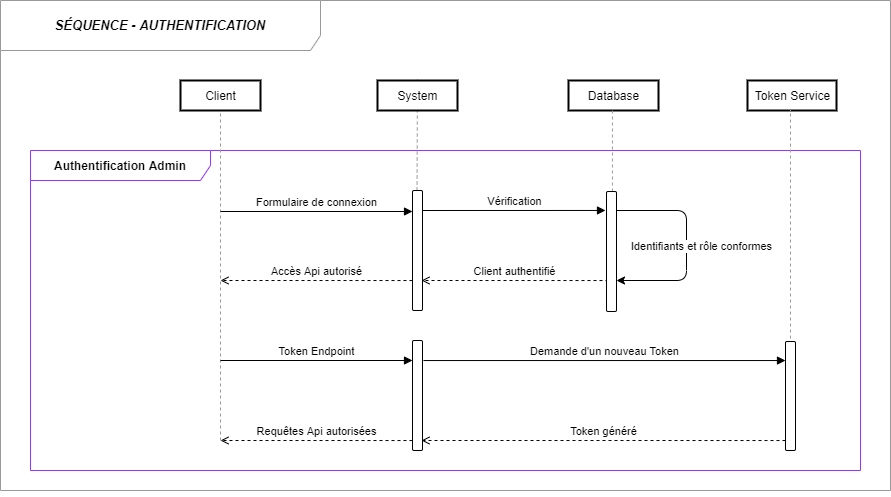 SÉQUENCE - AUTHENTIFICATION
Client
System
Database
Token Service
Authentification Admin
Formulaire de connexion
Vérification
Identifiants et rôle conformes
Accès Api autorisé
Client authentifié
Token Endpoint
Demande d'un nouveau Token
Requêtes Api autorisées
Token généré